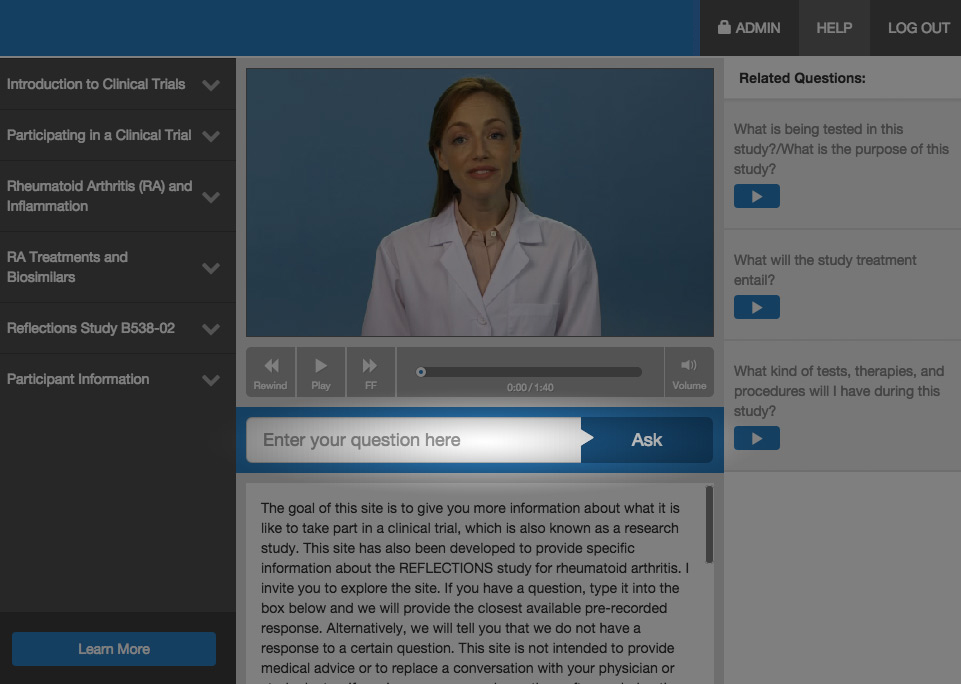 ADMIN
HELP
LOG OUT
Introduction to Clinical Trials
Participating in a Clinical Trial
Rheumatoid Arthritis (RA) and
Inflammation
RA Treatments and
Biosimilars
Reflections Study B538-02
Participant Information
Learn More
Rewind
Play
FF
0:00 / 1:40
Volume
Enter your question here
Ask
The goal of this site is to give you more information about what it is
like to take part in a clinical trial, which is also known as a research
study. This site has also been developed to provide specific
information about the REFLECTIONS study for rheumatoid arthritis. I
invite you to explore the site. If you have a question, type it into the
box below and we will provide the closest available pre-recorded
response. Alternatively, we will tell you that we do not have a
response to a certain question. This site is not intended to provide
medical advice or to replace a conversation with your physician or
Related Questions:
What is being tested in this
study?/What is the purpose of this
study?
What will the study treatment
entail?
What kind of tests, therapies, and
procedures will I have during this
study?